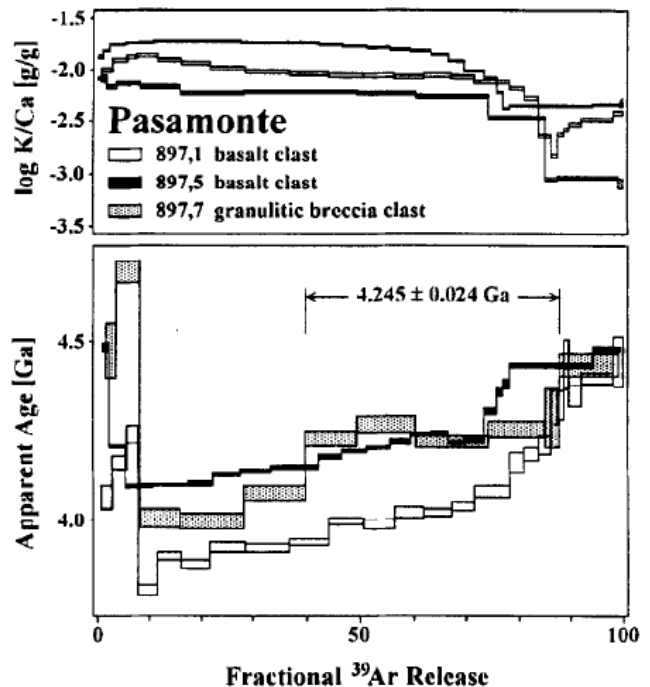 -1.5
-2.0
-2.5
-3.0
-3.5
log K/Ca [g/g]
Pasamonte
897,1 basalt clast
897,5 basalt clast
897,7 granulitic breccia clast
4.245 ± 0.024 Ga
4.5
4.0
Apparent Age [Ga]
0 50 100
Fractional ³⁹Ar Release